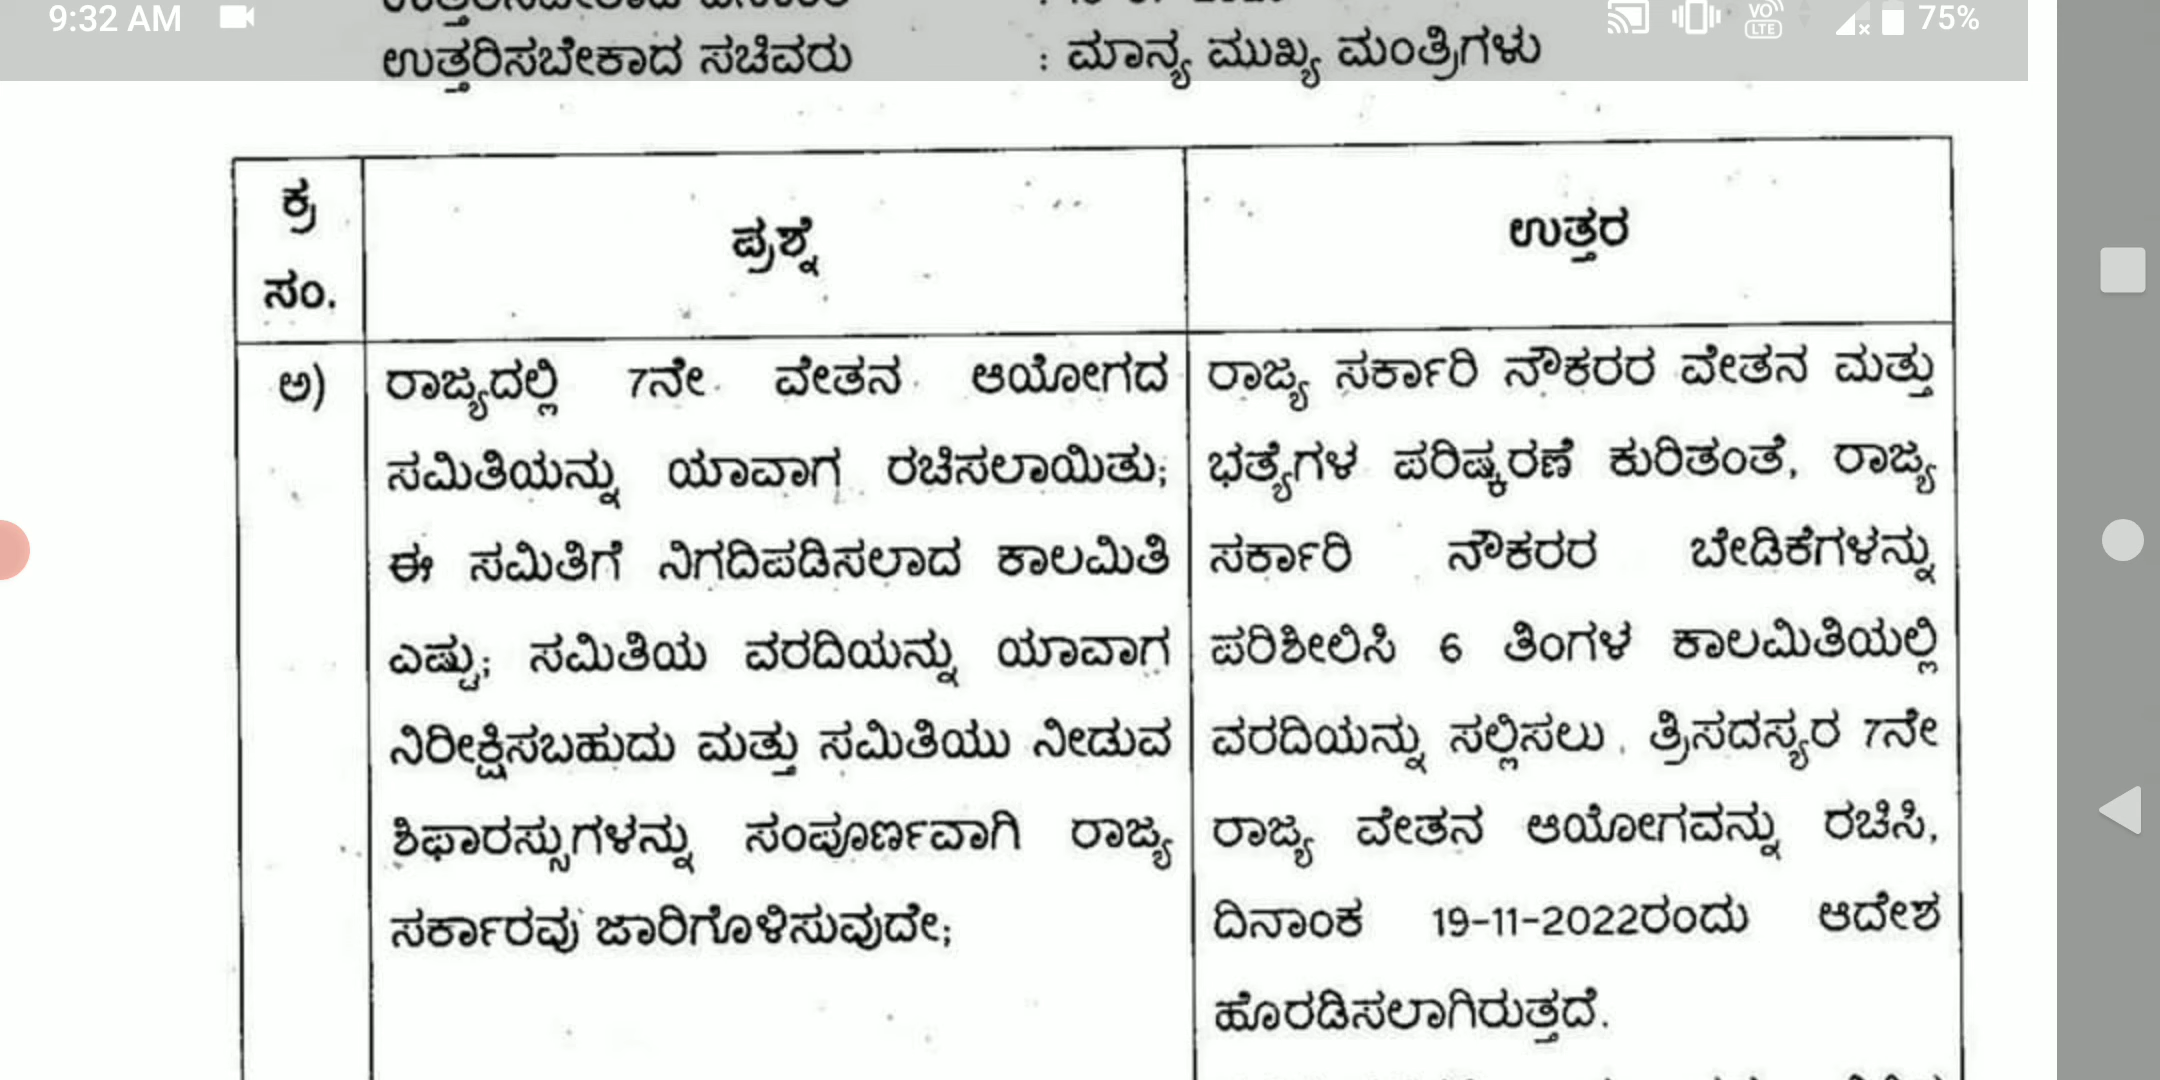 9:32 AM
VO LTE
75%
ಉತ್ತರಿಸಬೇಕಾದ ಸಚಿವರು : ಮಾನ್ಯ ಮುಖ್ಯ ಮಂತ್ರಿಗಳು
ಕ್ರ
ಸಂ.
ಪ್ರಶ್ನೆ
ಉತ್ತರ
ಅ)
ರಾಜ್ಯದಲ್ಲಿ 7ನೇ ವೇತನ ಆಯೋಗದ
ಸಮಿತಿಯನ್ನು ಯಾವಾಗ ರಚಿಸಲಾಯಿತು;
ಈ ಸಮಿತಿಗೆ ನಿಗದಿಪಡಿಸಲಾದ ಕಾಲಮಿತಿ
ಎಷ್ಟು; ಸಮಿತಿಯ ವರದಿಯನ್ನು ಯಾವಾಗ
ನಿರೀಕ್ಷಿಸಬಹುದು ಮತ್ತು ಸಮಿತಿಯು ನೀಡುವ
ಶಿಫಾರಸ್ಸುಗಳನ್ನು ಸಂಪೂರ್ಣವಾಗಿ ರಾಜ್ಯ
ಸರ್ಕಾರವು ಜಾರಿಗೊಳಿಸುವುದೇ;
ರಾಜ್ಯ ಸರ್ಕಾರಿ ನೌಕರರ ವೇತನ ಮತ್ತು
ಭತ್ಯೆಗಳ ಪರಿಷ್ಕರಣೆ ಕುರಿತಂತೆ, ರಾಜ್ಯ
ಸರ್ಕಾರಿ ನೌಕರರ ಬೇಡಿಕೆಗಳನ್ನು
ಪರಿಶೀಲಿಸಿ 6 ತಿಂಗಳ ಕಾಲಮಿತಿಯಲ್ಲಿ
ವರದಿಯನ್ನು ಸಲ್ಲಿಸಲು, ತ್ರಿಸದಸ್ಯರ 7ನೇ
ರಾಜ್ಯ ವೇತನ ಆಯೋಗವನ್ನು ರಚಿಸಿ,
ದಿನಾಂಕ 19-11-2022ರಂದು ಆದೇಶ
ಹೊರಡಿಸಲಾಗಿರುತ್ತದೆ.